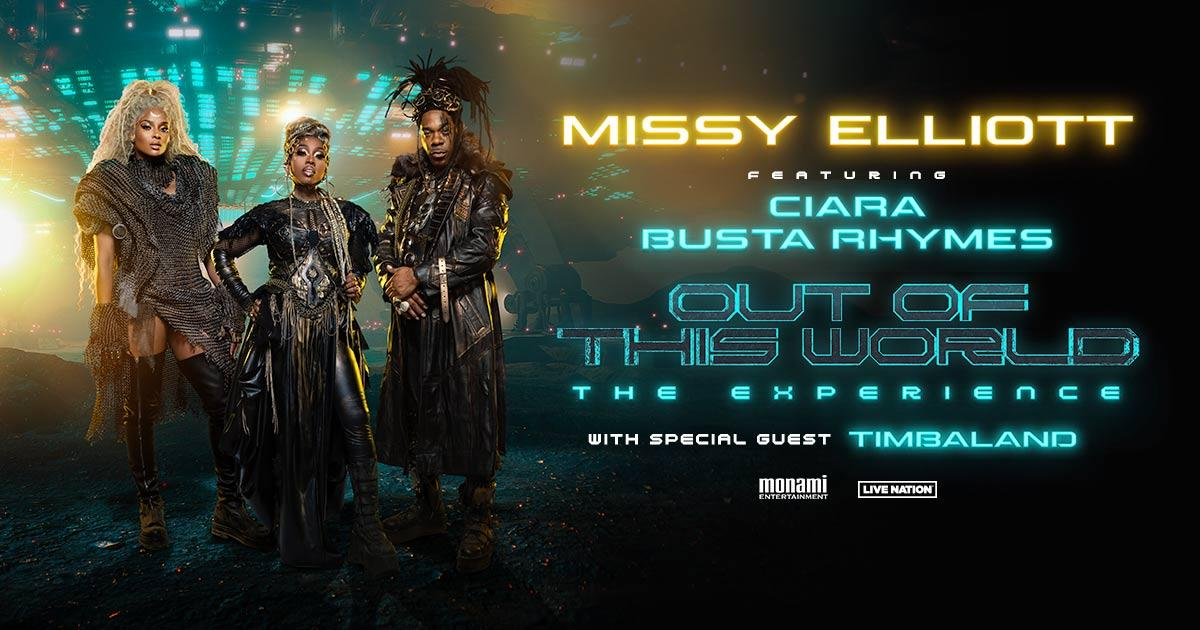 MISSY ELLIOTT
FEATURING
CIARA
BUSTA RHYMES
OUT OF
THIS WORLD
THE EXPERIENCE
WITH SPECIAL GUEST TIMBALAND
monami
ENTERTAINMENT
LIVE NATION